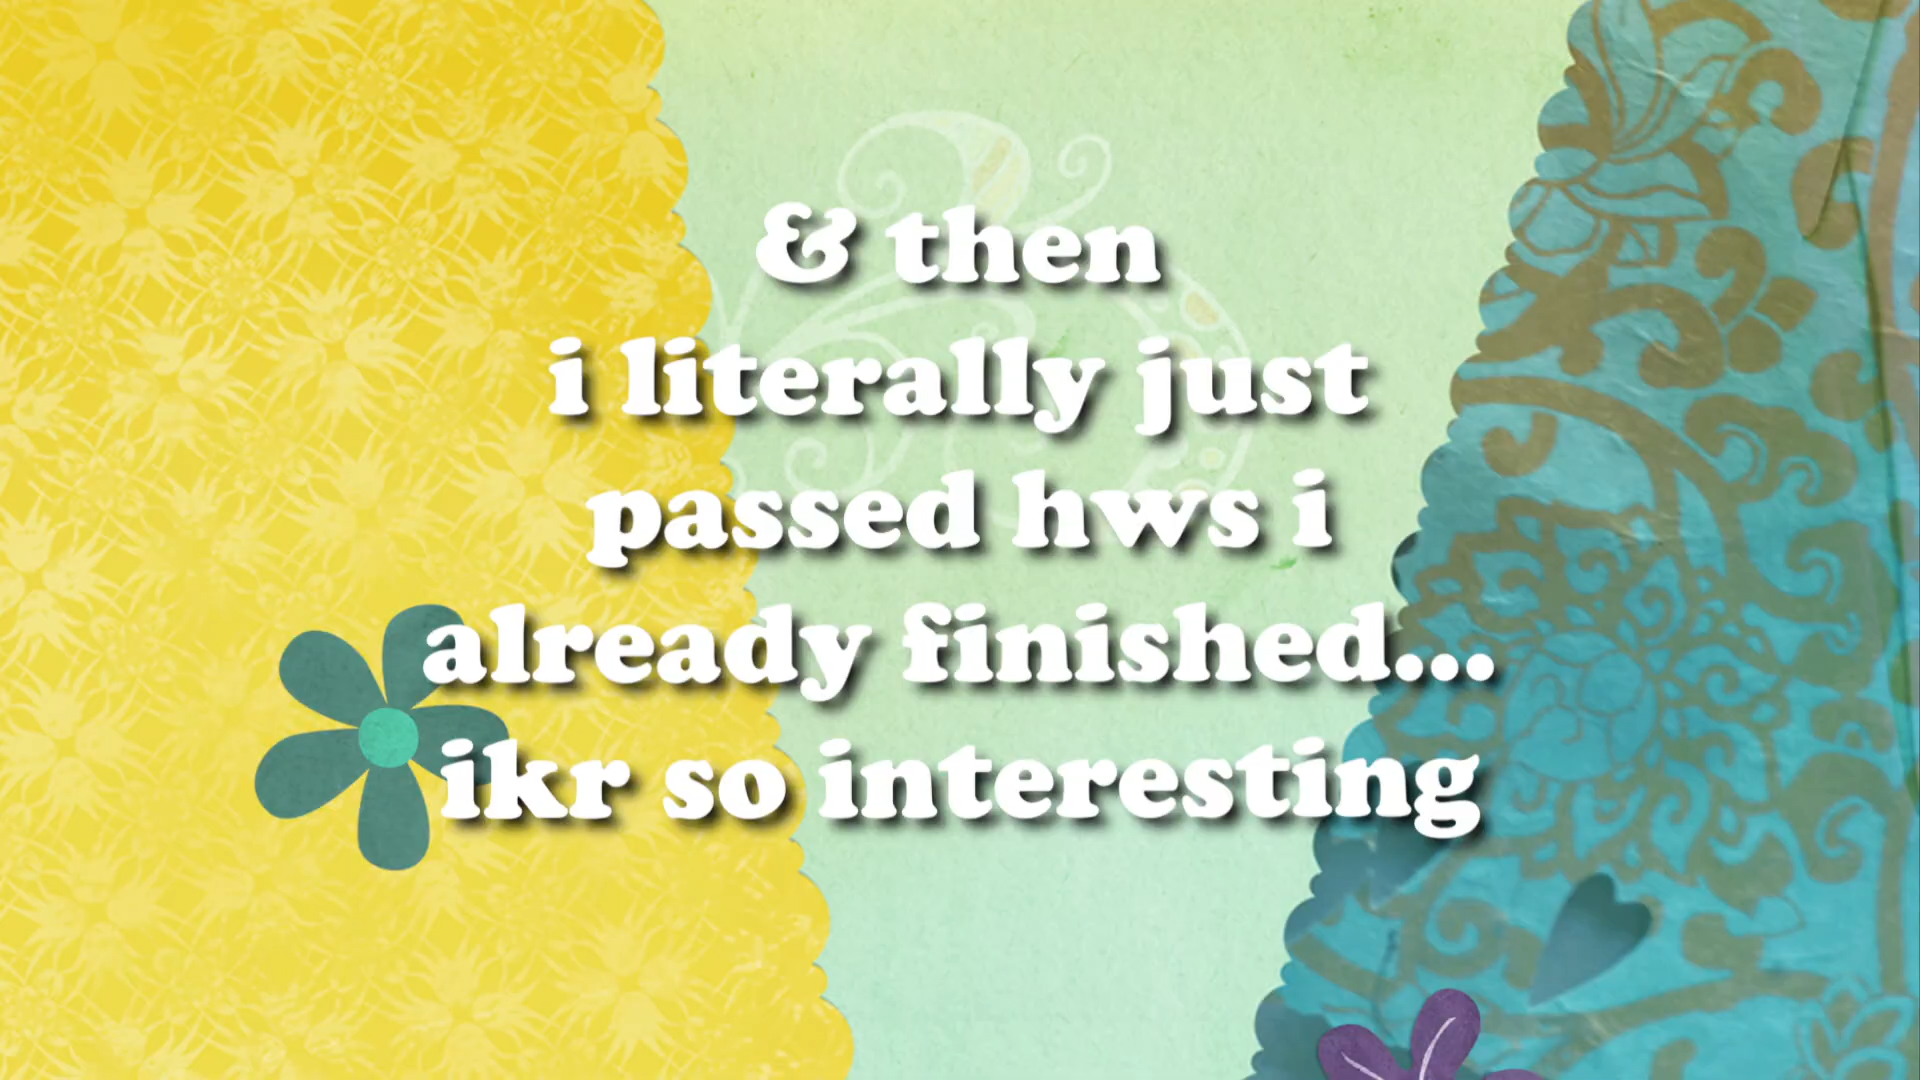 & then
i literally just
passed hws i
already finished...
ikr so interesting